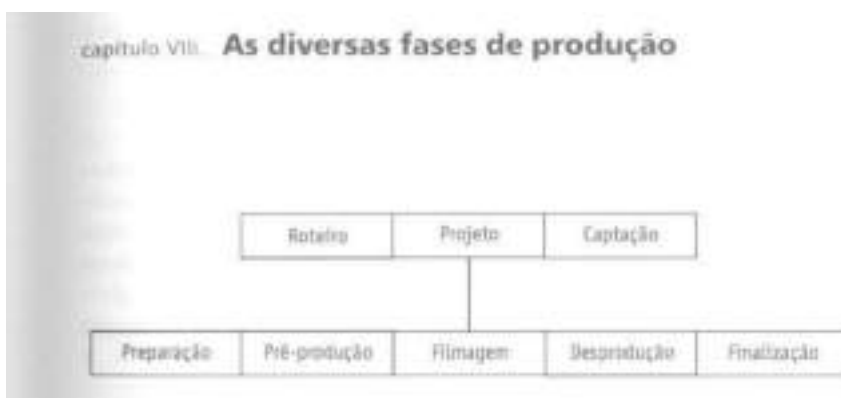 capítulo VIII As diversas fases de produção
Roteiro Projeto Captação
Preparação Pré-produção Filmagem Desprodução Finalização